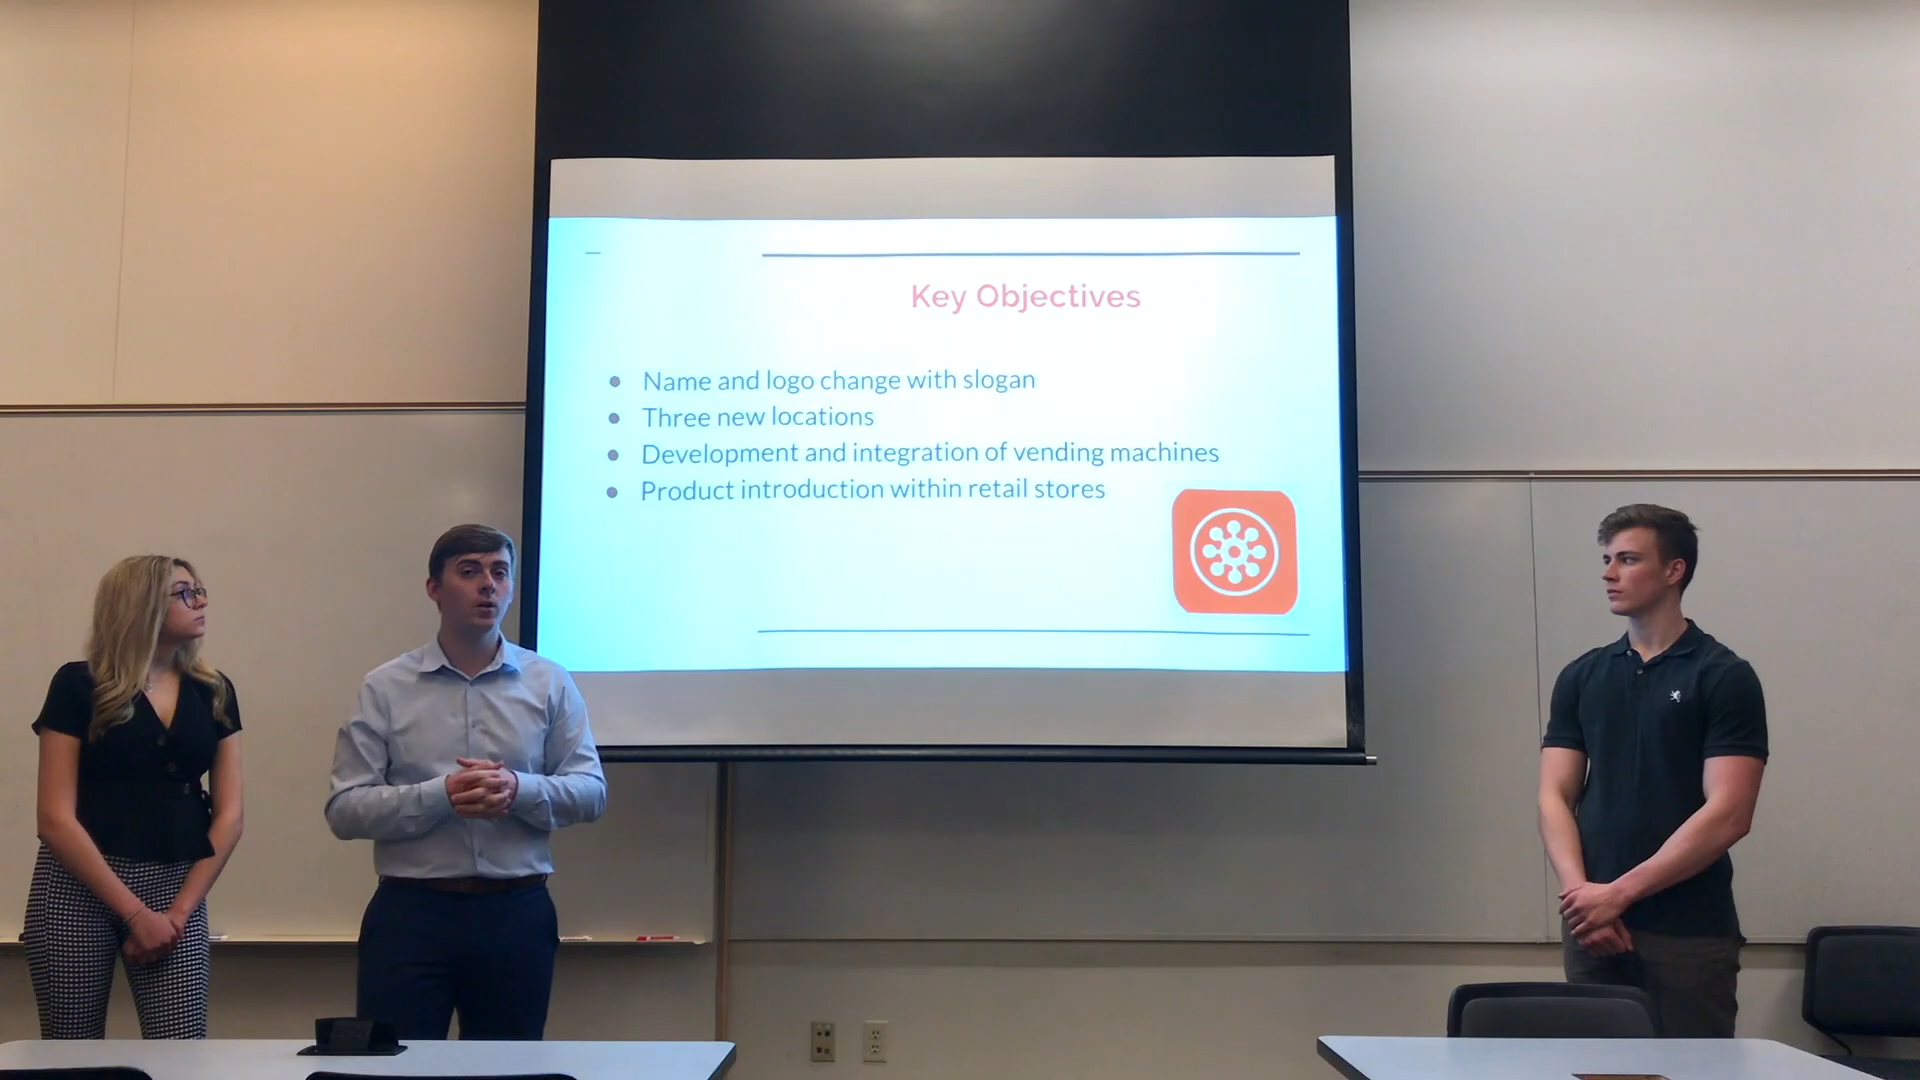 Key Objectives
● Name and logo change with slogan
● Three new locations
● Development and integration of vending machines
● Product introduction within retail stores